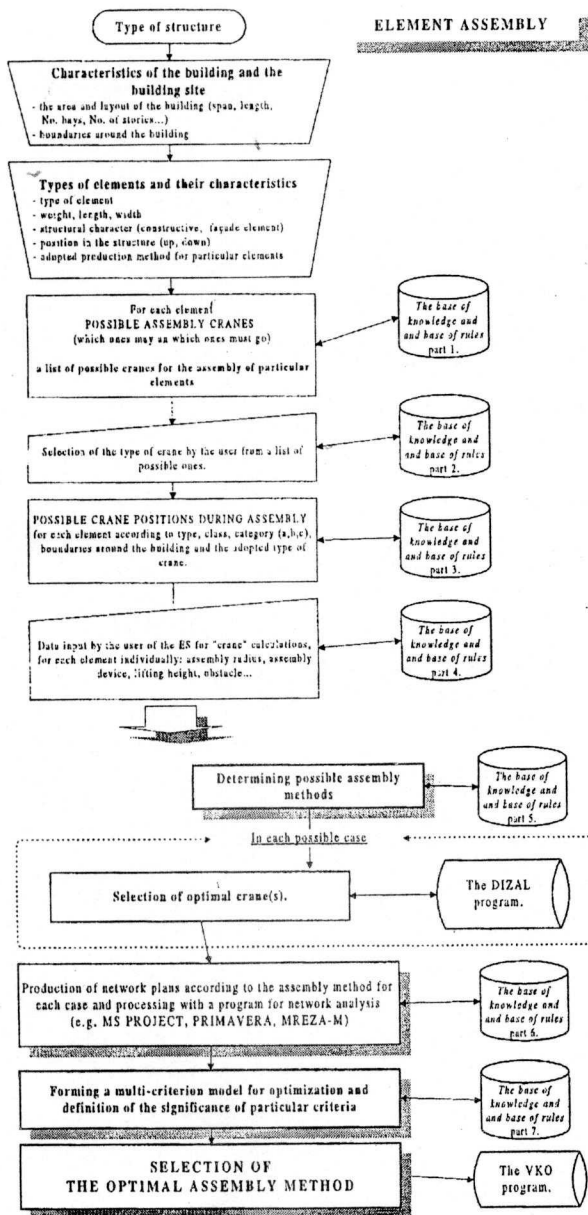 Type of structure
ELEMENT ASSEMBLY
Characteristics of the building and the
building site
- the area and layout of the building (span, length,
No. bays, No. of stories...)
- boundaries around the building
Types of elements and their characteristics
- type of element
- weight, length, width
- structural character (constructive, façade element)
- position in the structure (up, down)
- adopted production method for particular elements
For each element
POSSIBLE ASSEMBLY CRANES
(which ones may an which ones must go)
a list of possible cranes for the assembly of particular
elements
The base of
knowledge and
and base of rules
part 1.
Selection of the type of crane by the user from a list of
possible ones.
The base of
knowledge and
and base of rules
part 2.
POSSIBLE CRANE POSITIONS DURING ASSEMBLY
for each element according to type, class, category (a,b,c),
boundaries around the building and the adopted type of
crane.
The base of
knowledge and
and base of rules
part 3.
Data input by the user of the ES for "crane" calculations,
for each element individually: assembly radius, assembly
device, lifting height, obstacle...
The base of
knowledge and
and base of rules
part 4.
Determining possible assembly
methods
The base of
knowledge and
and base of rules
part 5.
In each possible case
Selection of optimal crane(s).
The DIZAL
program.
Production of network plans according to the assembly method for
each case and processing with a program for network analysis
(e.g. MS PROJECT, PRIMAVERA, MREZA-M)
The base of
knowledge and
and base of rules
part 6.
Forming a multi-criterion model for optimization and
definition of the significance of particular criteria
The base of
knowledge and
and base of rules
part 7.
SELECTION OF
THE OPTIMAL ASSEMBLY METHOD
The VKO
program.